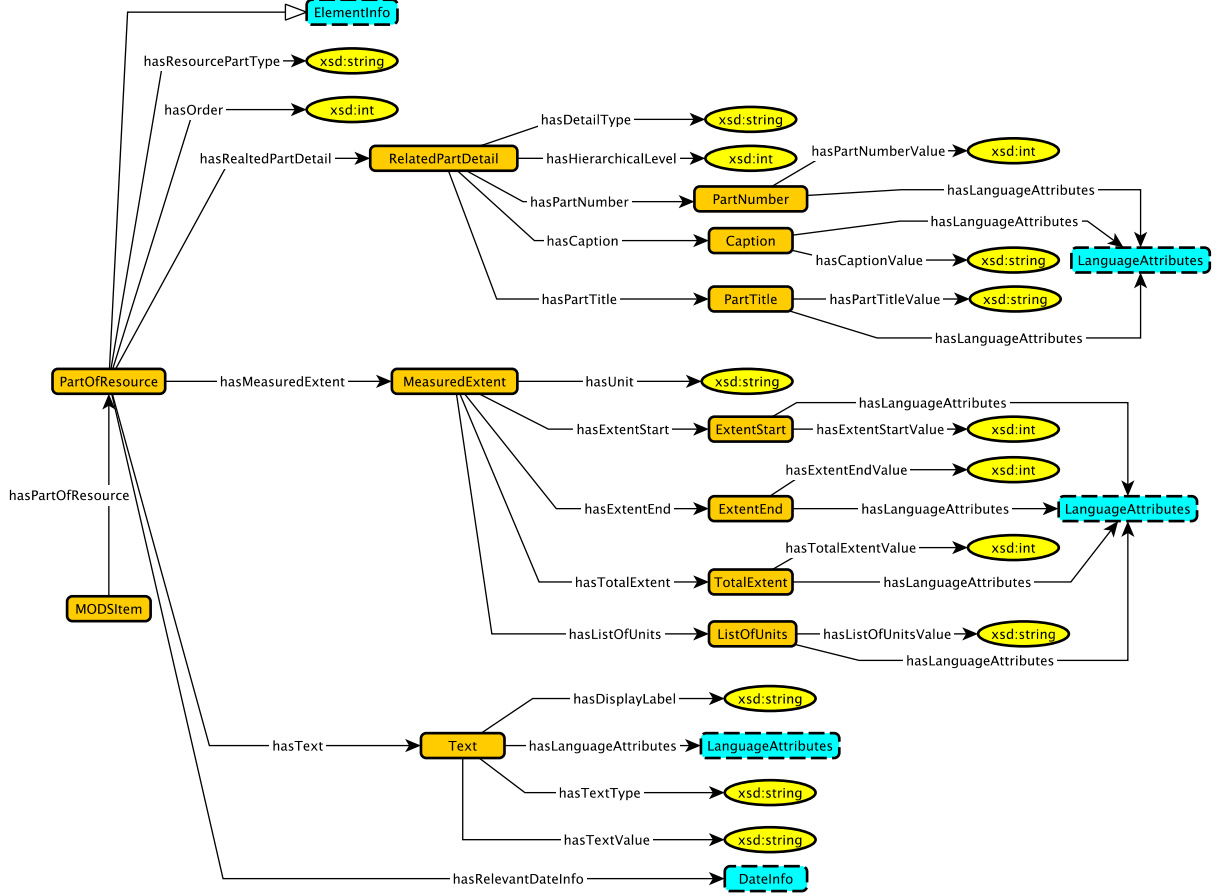 ElementInfo
hasResourcePartType
xsd:string
hasOrder
xsd:int
hasRealtedPartDetail
RelatedPartDetail
hasDetailType
xsd:string
hasHierarchicalLevel
xsd:int
hasPartNumber
PartNumber
hasPartNumberValue
xsd:int
hasLanguageAttributes
hasCaption
Caption
hasLanguageAttributes
hasCaptionValue
xsd:string
LanguageAttributes
hasPartTitle
PartTitle
hasPartTitleValue
xsd:string
hasLanguageAttributes
PartOfResource
hasMeasuredExtent
MeasuredExtent
hasUnit
xsd:string
hasLanguageAttributes
hasExtentStart
ExtentStart
hasExtentStartValue
xsd:int
hasExtentEndValue
xsd:int
hasPartOfResource
hasExtentEnd
ExtentEnd
hasLanguageAttributes
LanguageAttributes
hasTotalExtentValue
xsd:int
hasTotalExtent
TotalExtent
hasLanguageAttributes
MODSItem
hasListOfUnits
ListOfUnits
hasListOfUnitsValue
xsd:string
hasLanguageAttributes
hasDisplayLabel
xsd:string
hasText
Text
hasLanguageAttributes
LanguageAttributes
hasTextType
xsd:string
hasTextValue
xsd:string
hasRelevantDateInfo
DateInfo